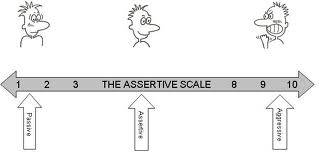 1 2 3 THE ASSERTIVE SCALE 8 9 10
Passive
Assertive
Aggressive